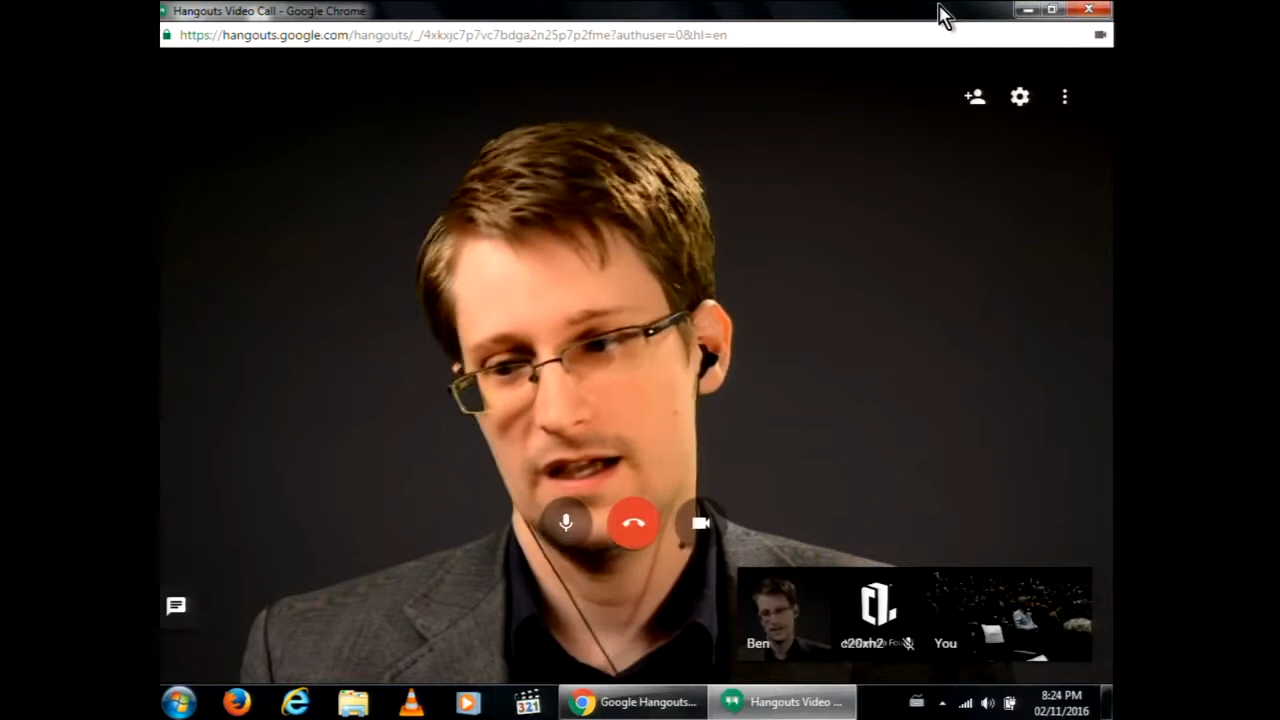 Hangouts Video Call - Google Chrome
https://hangouts.google.com/hangouts/_/4xkxjc7p7vc7bdga2n25p7p2fme?authuser=0&hl=en
Ben
c20xh2
You
321
Google Hangouts...
Hangouts Video ...
8:24 PM
02/11/2016